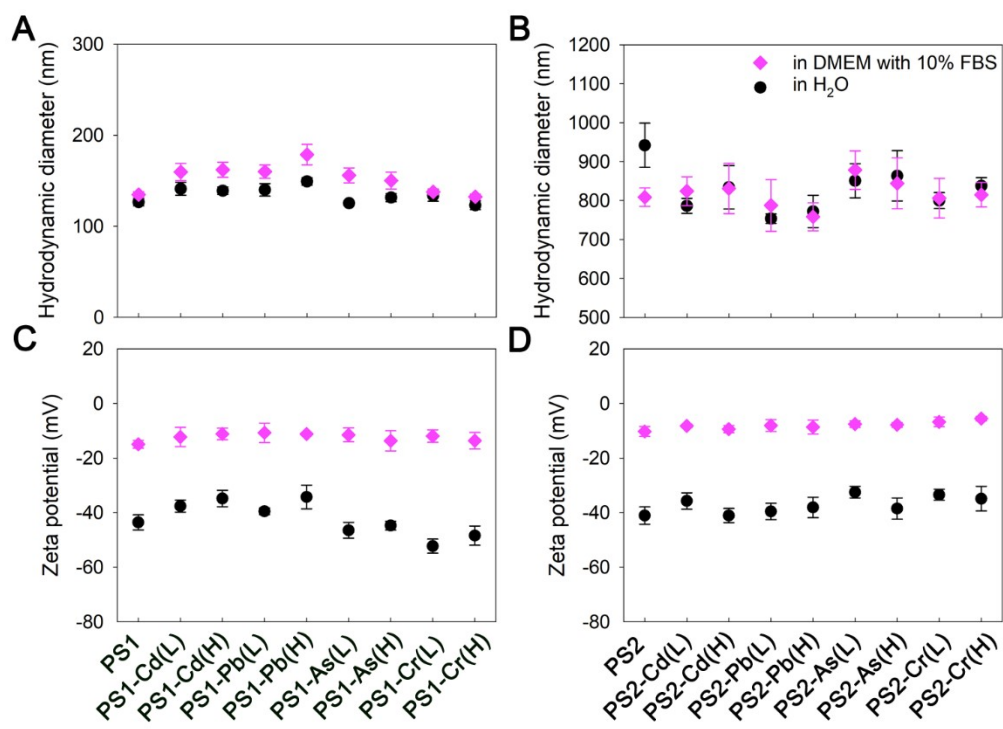 A
Hydrodynamic diameter (nm)
300
200
100
0
B
Hydrodynamic diameter (nm)
1200
1100
1000
900
800
700
600
500
in DMEM with 10% FBS
in H₂O
C
Zeta potential (mV)
20
0
-20
-40
-60
-80
PS1
PS1-Cd(L)
PS1-Cd(H)
PS1-Pb(L)
PS1-Pb(H)
PS1-As(L)
PS1-As(H)
PS1-Cr(L)
PS1-Cr(H)
D
Zeta potential (mV)
20
0
-20
-40
-60
-80
PS2
PS2-Cd(L)
PS2-Cd(H)
PS2-Pb(L)
PS2-Pb(H)
PS2-As(L)
PS2-As(H)
PS2-Cr(L)
PS2-Cr(H)